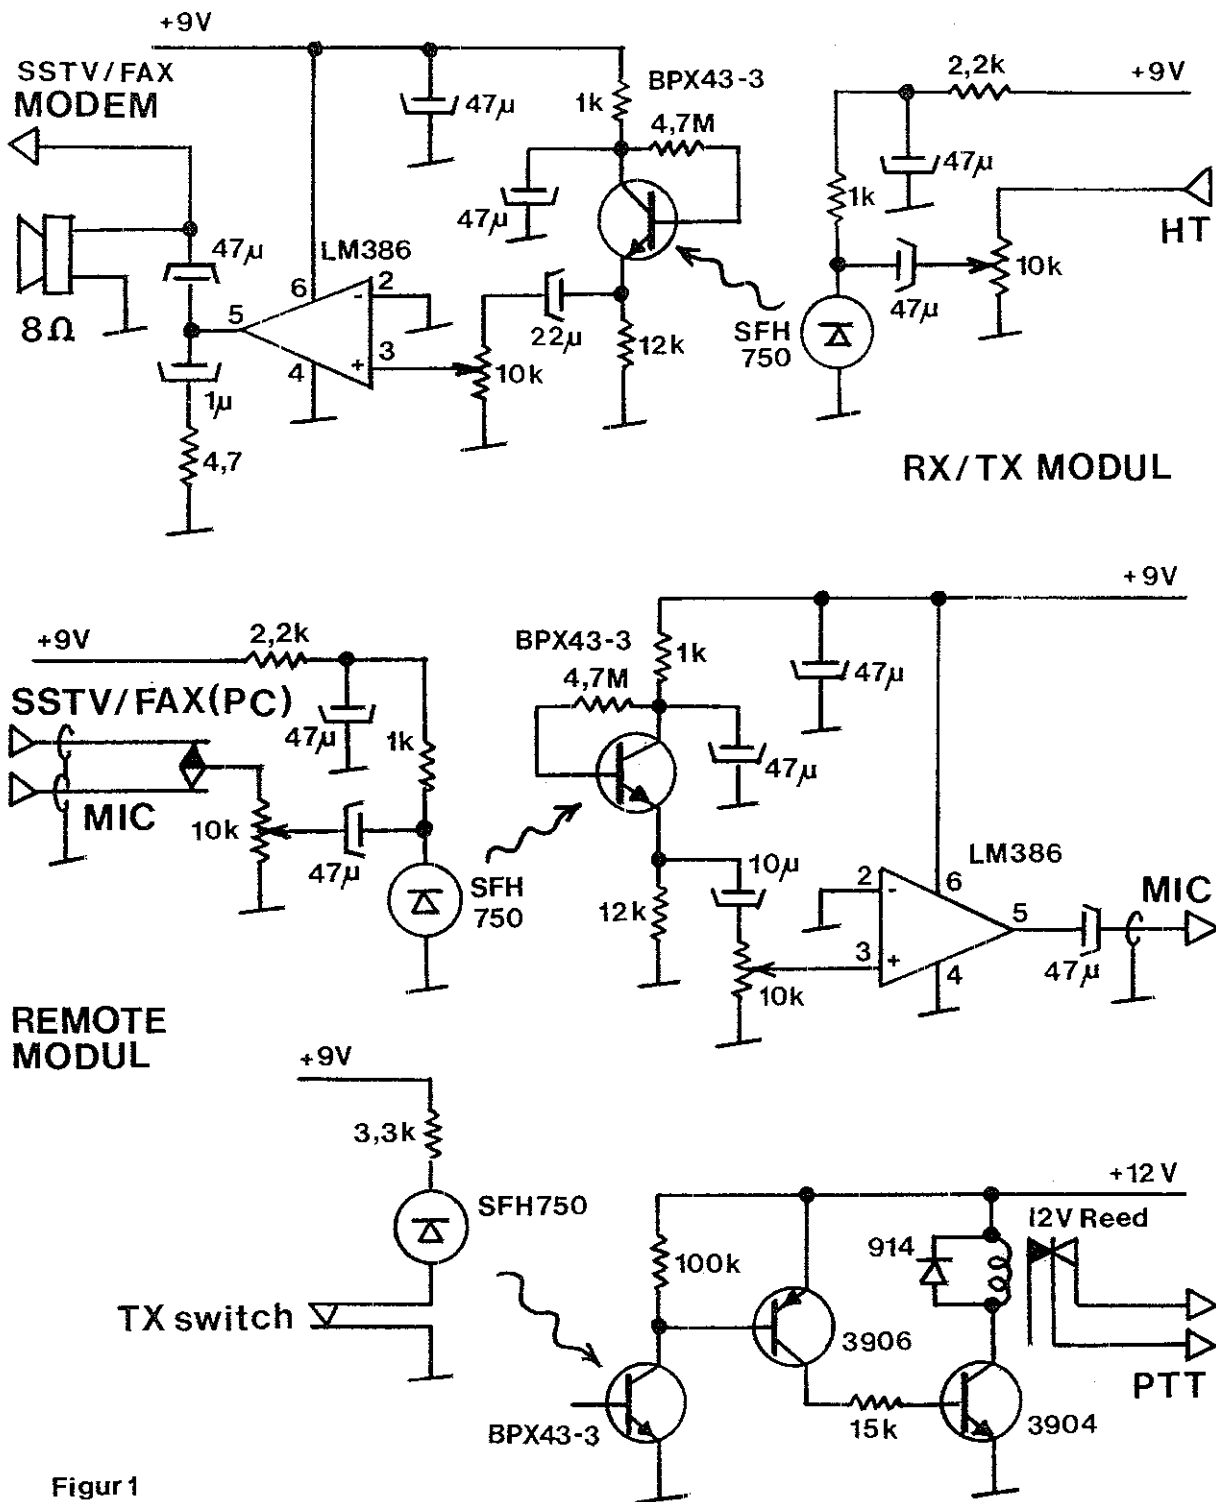 +9V
SSTV/FAX
MODEM
47µ
1k
BPX43-3
4,7M
47µ
2,2k
+9V
47µ
1k
HT
10k
47µ
SFH
750
47µ
8Ω
LM386
6
2
-
5
3
+
4
22µ
10k
12k
1µ
4,7
RX/TX MODUL
+9V
2,2k
SSTV/FAX(PC)
47µ
1k
MIC
10k
47µ
SFH
750
BPX43-3
4,7M
1k
47µ
47µ
+9V
12k
10µ
10k
LM386
2
-
6
5
3
+
4
47µ
MIC
REMOTE
MODUL
+9V
3,3k
SFH750
TX switch
BPX43-3
100k
3906
15k
914
12V Reed
+12V
3904
PTT
Figur 1